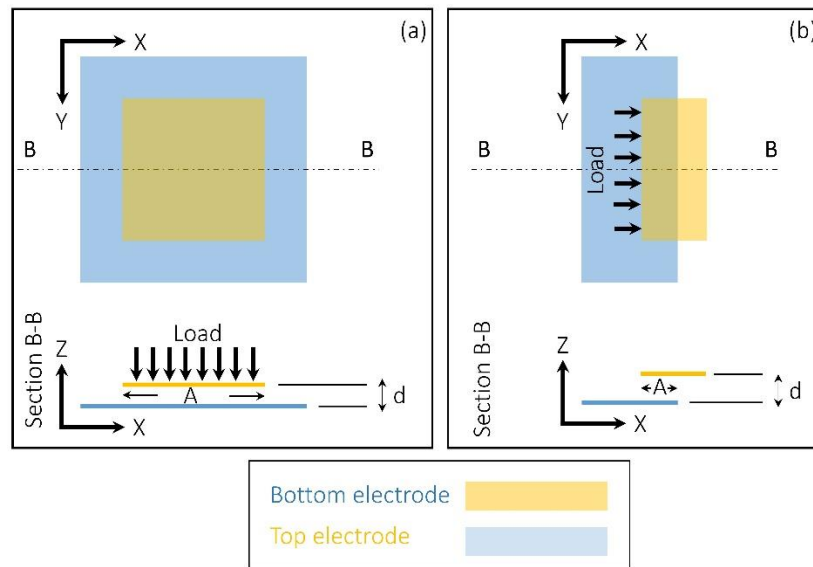 (a)
X
Y
B
B
Load
Section B-B
Z
A
d
X
(b)
X
Y
B
B
Load
Section B-B
Z
A
d
X
Bottom electrode
Top electrode